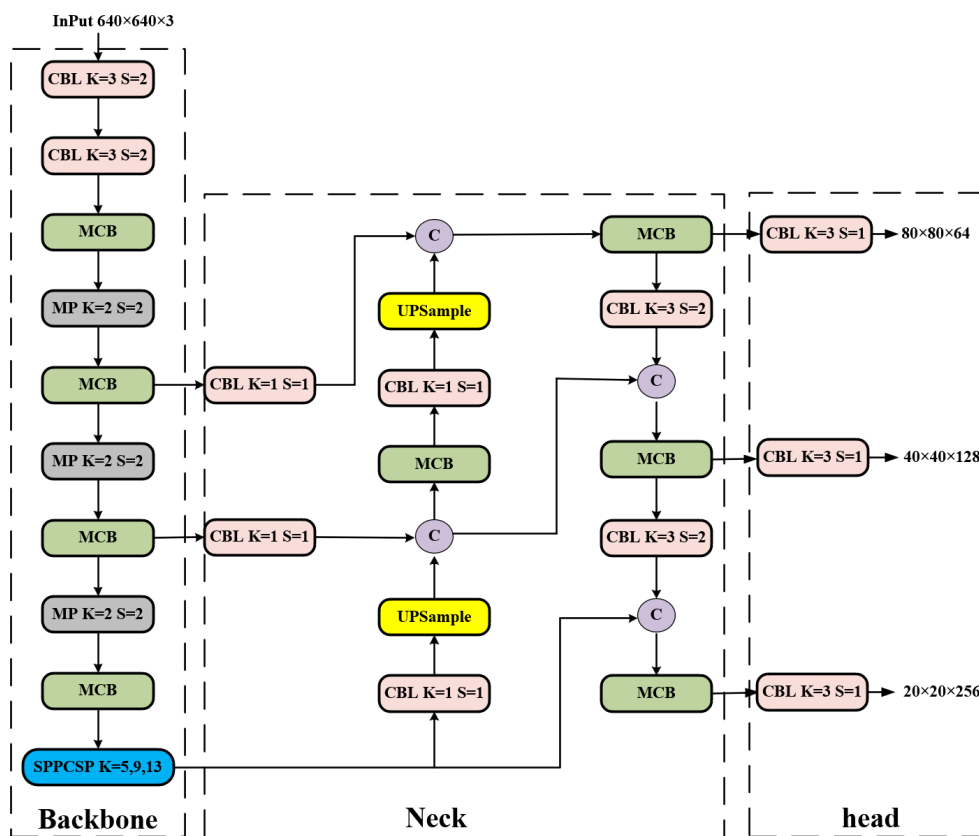 InPut 640×640×3
CBL K=3 S=2
CBL K=3 S=2
MCB
MP K=2 S=2
MCB
MP K=2 S=2
MCB
MP K=2 S=2
MCB
SPPCSP K=5,9,13
Backbone
CBL K=1 S=1
CBL K=1 S=1
C
UPSample
CBL K=1 S=1
MCB
C
UPSample
CBL K=1 S=1
MCB
CBL K=3 S=2
C
MCB
CBL K=3 S=2
C
MCB
Neck
CBL K=3 S=1
80×80×64
CBL K=3 S=1
40×40×128
CBL K=3 S=1
20×20×256
head